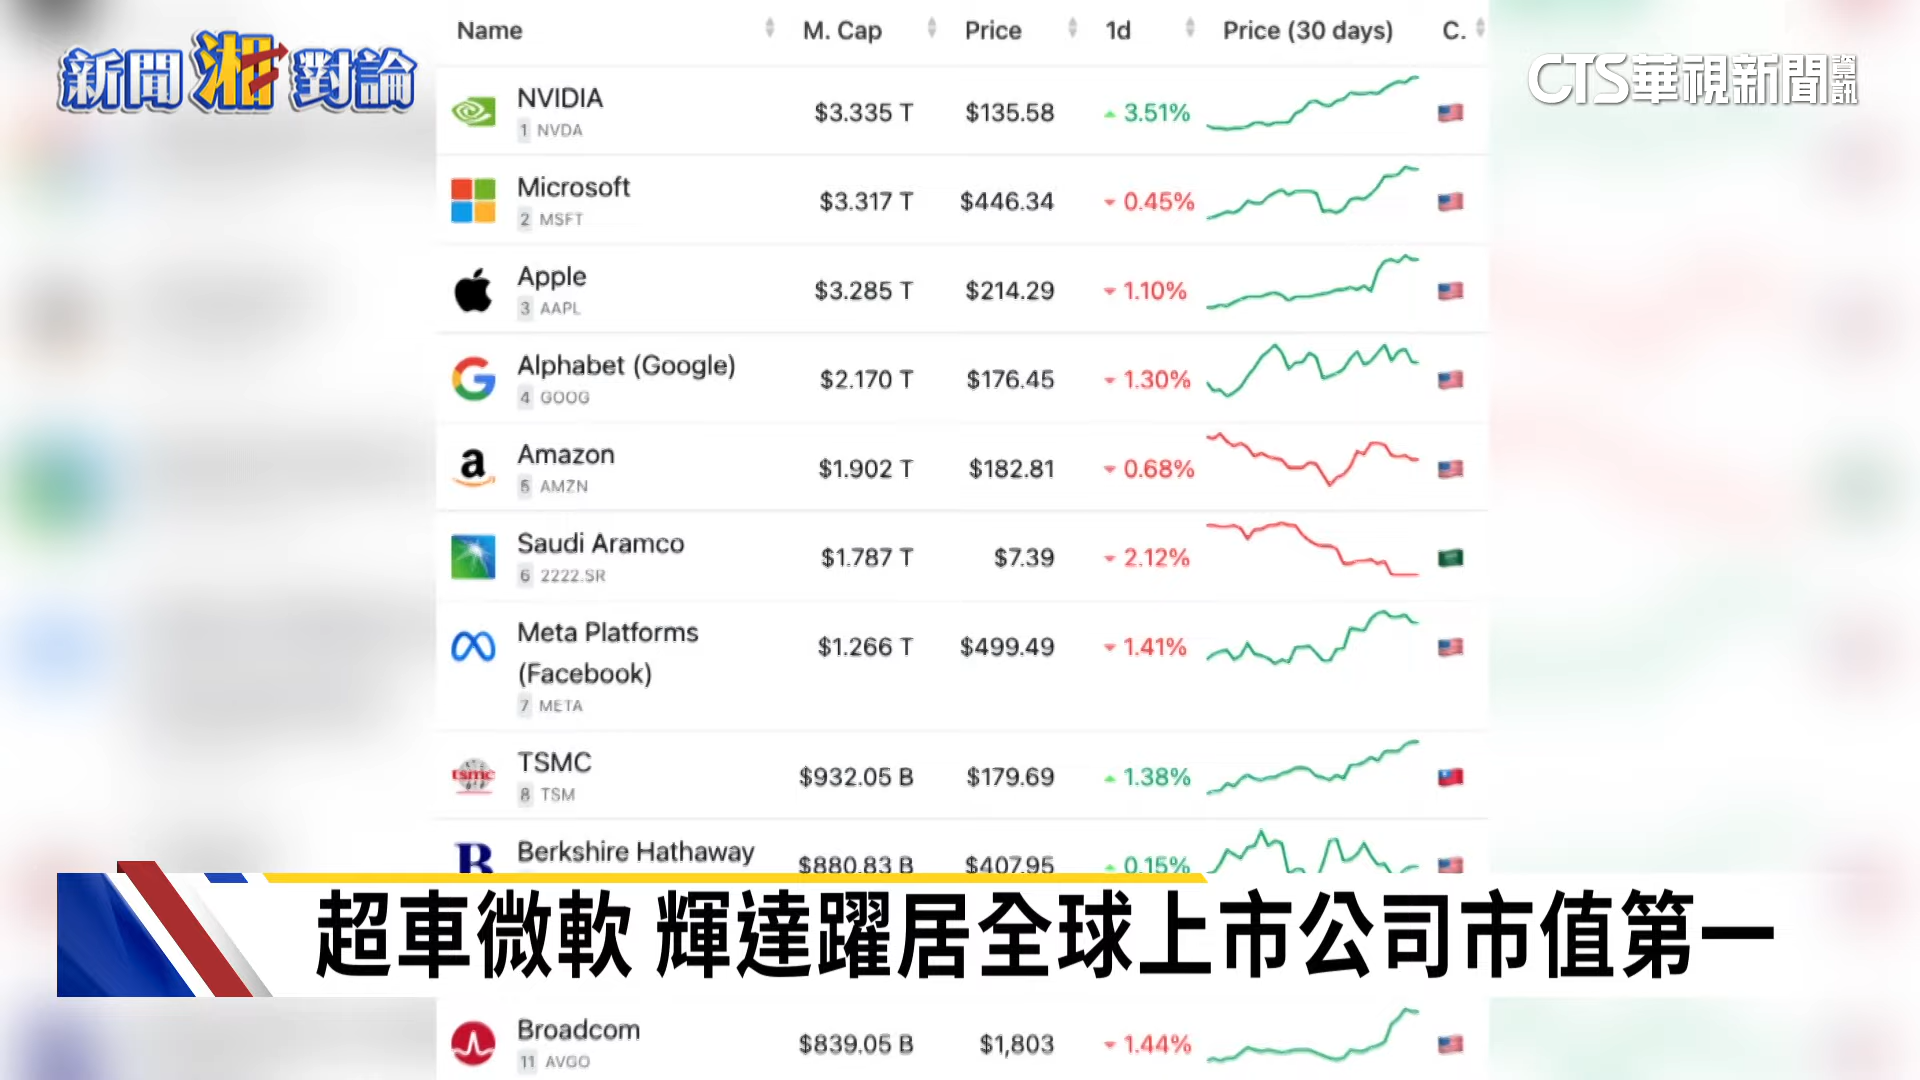 新聞湘對論
CTS華視新聞資訊
Name M. Cap Price 1d Price (30 days) C.
NVIDIA
1 NVDA
$3.335 T $135.58 3.51%
Microsoft
2 MSFT
$3.317 T $446.34 0.45%
Apple
3 AAPL
$3.285 T $214.29 1.10%
Alphabet (Google)
4 GOOG
$2.170 T $176.45 1.30%
Amazon
5 AMZN
$1.902 T $182.81 0.68%
Saudi Aramco
6 2222.SR
$1.787 T $7.39 2.12%
Meta Platforms
(Facebook)
7 META
$1.266 T $499.49 1.41%
tsmc
TSMC
8 TSM
$932.05 B $179.69 1.38%
Berkshire Hathaway
$880.83 B $407.95 0.15%
超車微軟 輝達躍居全球上市公司市值第一
Broadcom
11 AVGO
$839.05 B $1,803 1.44%